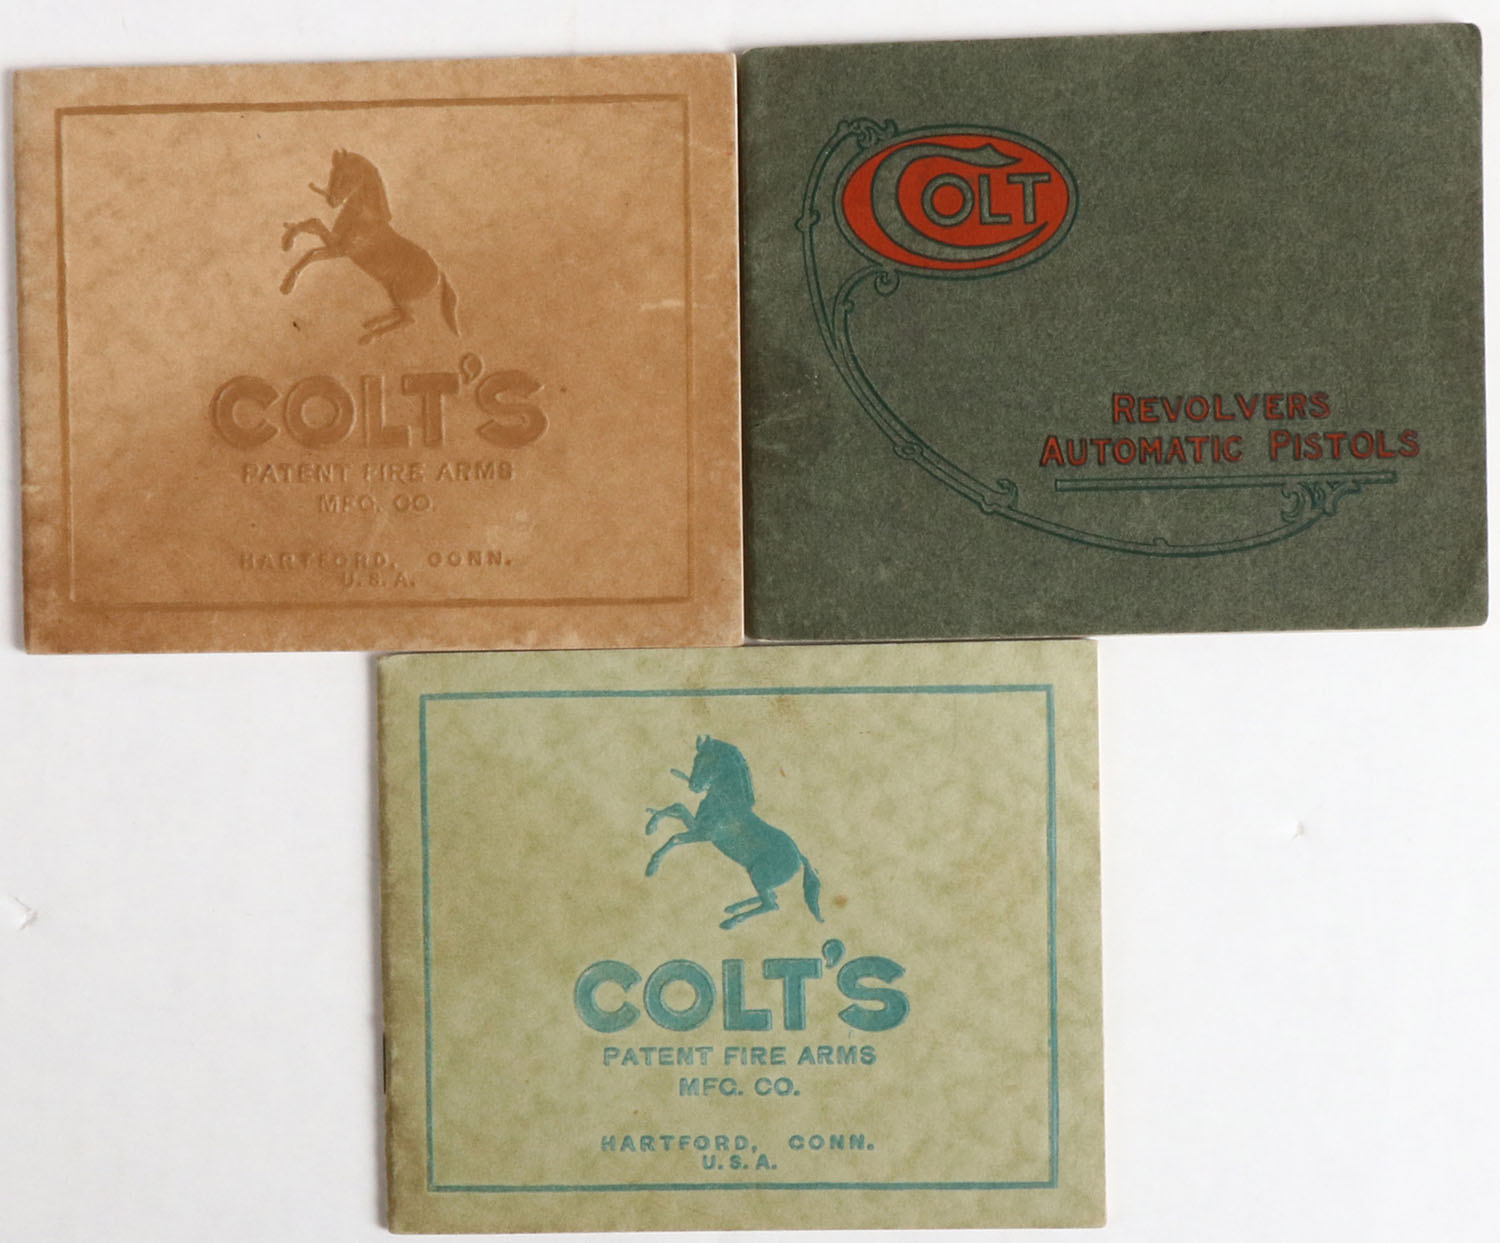 COLT'S
PATENT FIRE ARMS
MFG. CO.
HARTFORD, CONN.
U.S.A.
COLT
REVOLVERS
AUTOMATIC PISTOLS
COLT'S
PATENT FIRE ARMS
MFG. CO.
HARTFORD, CONN.
U.S.A.